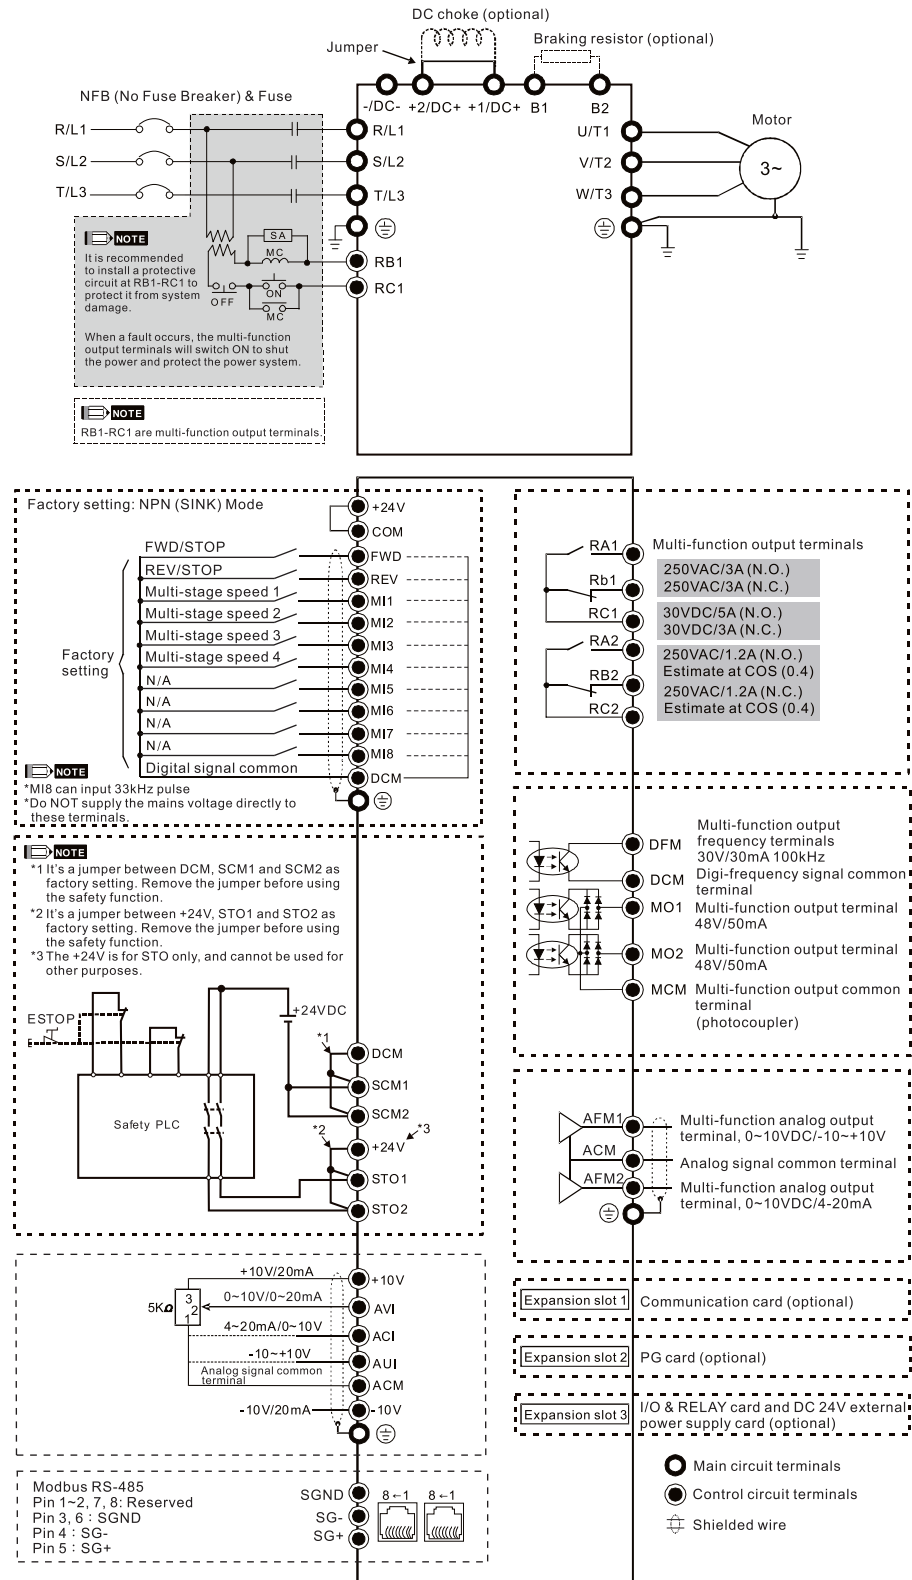 DC choke (optional)
Jumper
Braking resistor (optional)
NFB (No Fuse Breaker) & Fuse
-/DC- +2/DC+ +1/DC+ B1 B2
R/L1
S/L2
T/L3
R/L1
S/L2
T/L3
U/T1
V/T2
W/T3
Motor
3~
NOTE
It is recommended
to install a protective
circuit at RB1-RC1 to
protect it from system
damage.
When a fault occurs, the multi-function
output terminals will switch ON to shut
the power and protect the power system.
SA
MC
OFF
ON
MC
RB1
RC1
NOTE
RB1-RC1 are multi-function output terminals.
Factory setting: NPN (SINK) Mode
+24V
COM
FWD/STOP
FWD
REV/STOP
REV
Multi-stage speed 1
MI1
Multi-stage speed 2
MI2
Multi-stage speed 3
MI3
Multi-stage speed 4
MI4
N/A
MI5
N/A
MI6
N/A
MI7
N/A
MI8
Digital signal common
DCM
Factory
setting
NOTE
*MI8 can input 33kHz pulse
*Do NOT supply the mains voltage directly to
these terminals.
RA1
Rb1
RC1
RA2
RB2
RC2
Multi-function output terminals
250VAC/3A (N.O.)
250VAC/3A (N.C.)
30VDC/5A (N.O.)
30VDC/3A (N.C.)
250VAC/1.2A (N.O.)
Estimate at COS (0.4)
250VAC/1.2A (N.C.)
Estimate at COS (0.4)
NOTE
*1 It's a jumper between DCM, SCM1 and SCM2 as
factory setting. Remove the jumper before using
the safety function.
*2 It's a jumper between +24V, STO1 and STO2 as
factory setting. Remove the jumper before using
the safety function.
*3 The +24V is for STO only, and cannot be used for
other purposes.
ESTOP
+24VDC
Safety PLC
*1
DCM
SCM1
SCM2
*2
*3
+24V
STO1
STO2
DFM
Multi-function output
frequency terminals
30V/30mA 100kHz
DCM
Digi-frequency signal common
terminal
MO1
Multi-function output terminal
48V/50mA
MO2
Multi-function output terminal
48V/50mA
MCM
Multi-function output common
terminal
(photocoupler)
AFM1
Multi-function analog output
terminal, 0~10VDC/-10~+10V
ACM
Analog signal common terminal
AFM2
Multi-function analog output
terminal, 0~10VDC/4-20mA
+10V/20mA
+10V
5KΩ
3
2
1
0~10V/0~20mA
AVI
4~20mA/0~10V
ACI
-10~+10V
AUI
Analog signal common
terminal
ACM
-10V/20mA
-10V
Expansion slot 1
Communication card (optional)
Expansion slot 2
PG card (optional)
Expansion slot 3
I/O & RELAY card and DC 24V external
power supply card (optional)
Modbus RS-485
Pin 1~2, 7, 8: Reserved
Pin 3, 6 : SGND
Pin 4 : SG-
Pin 5 : SG+
SGND
SG-
SG+
8←1
8←1
Main circuit terminals
Control circuit terminals
Shielded wire